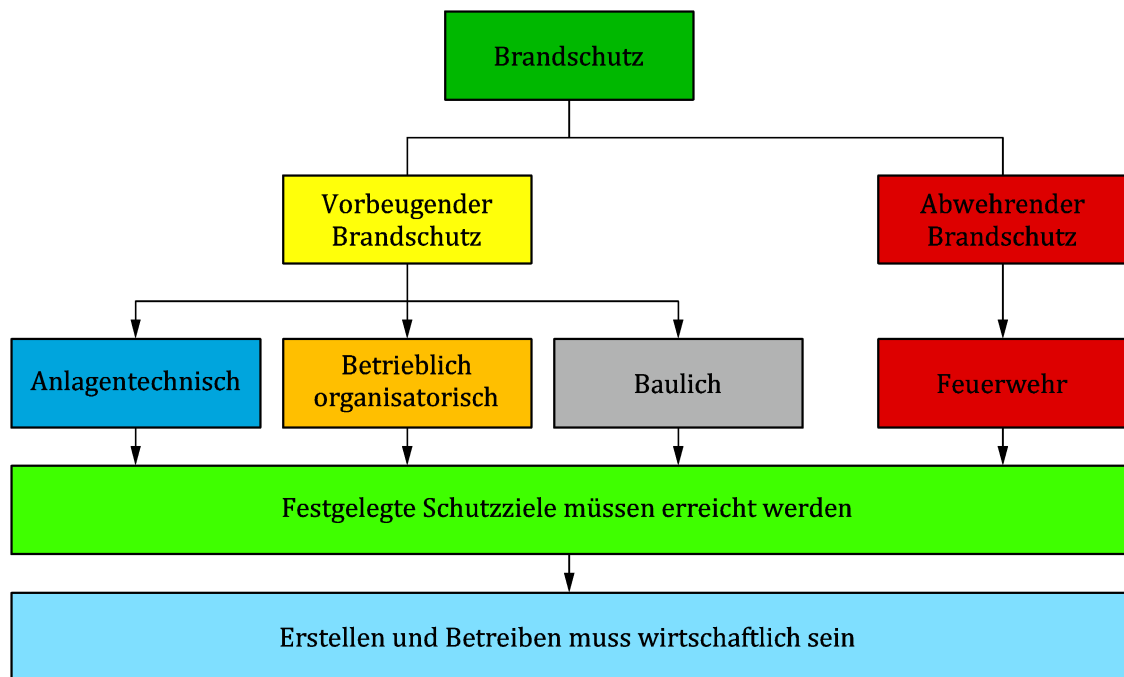 Brandschutz
Vorbeugender
Brandschutz
Abwehrender
Brandschutz
Anlagentechnisch
Betrieblich
organisatorisch
Baulich
Feuerwehr
Festgelegte Schutzziele müssen erreicht werden
Erstellen und Betreiben muss wirtschaftlich sein